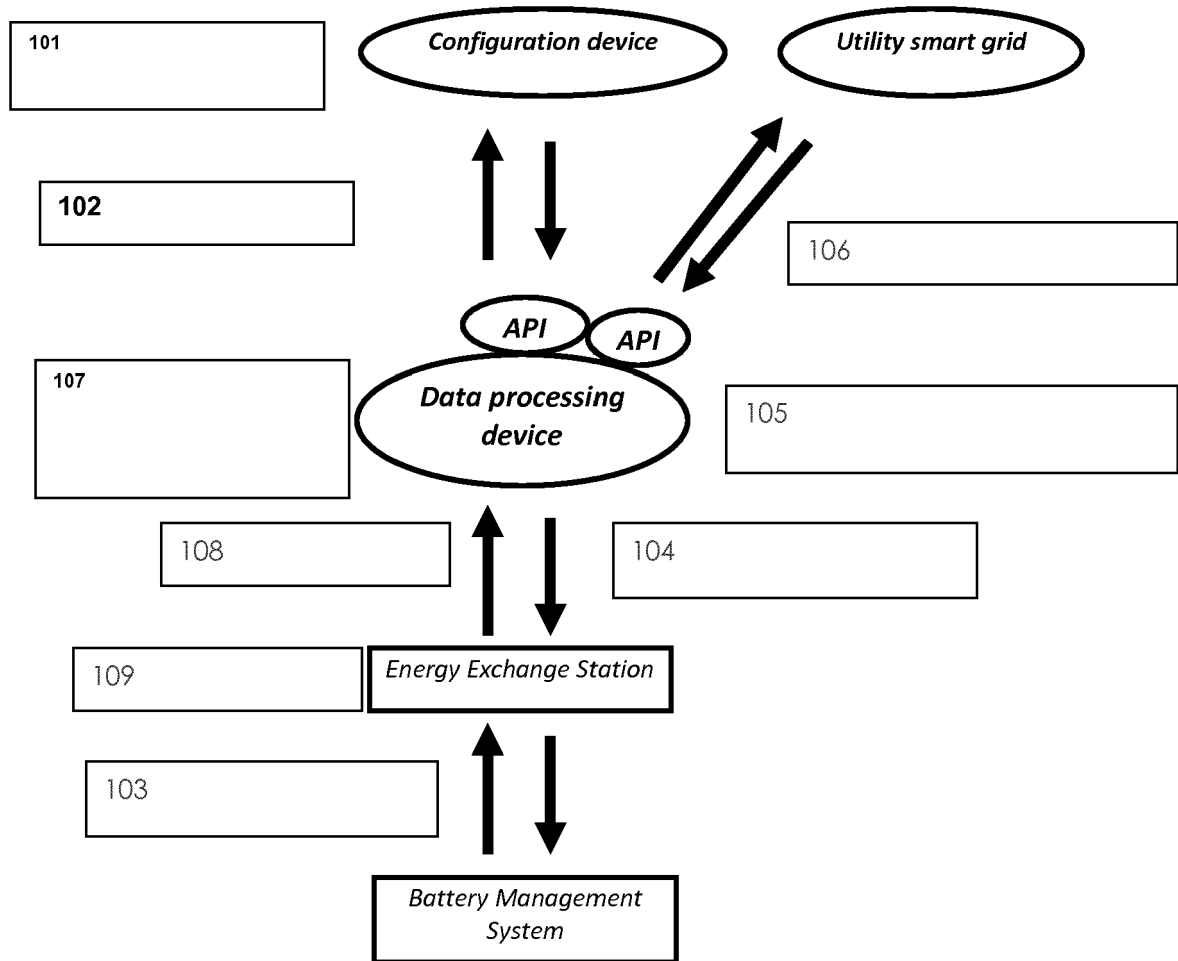 101
Configuration device
Utility smart grid
102
106
API
API
107
Data processing
device
105
108
104
109
Energy Exchange Station
103
Battery Management
System